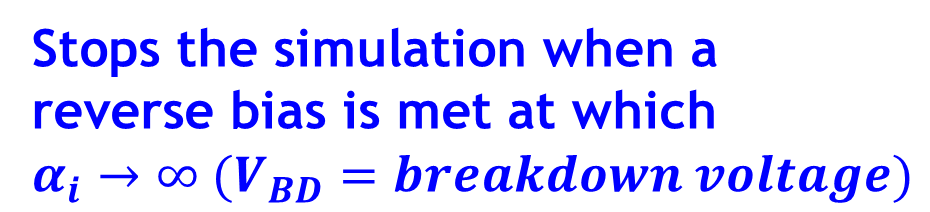 Stops the simulation when a
reverse bias is met at which
αᵢ → ∞ (V_BD = breakdown voltage)